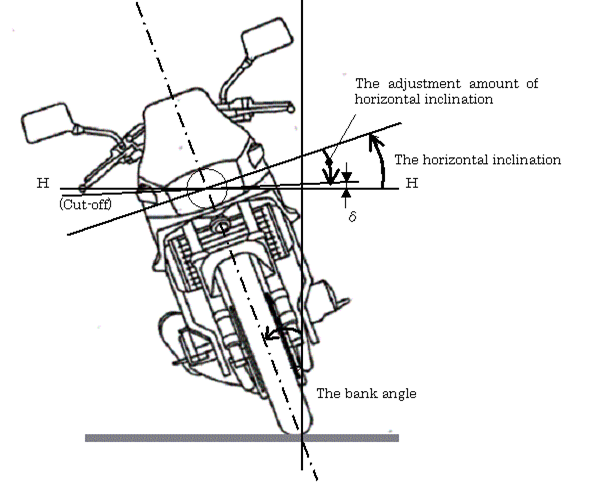 The adjustment amount of
horizontal inclination
The horizontal inclination
H
H
(Cut-off)
δ
The bank angle